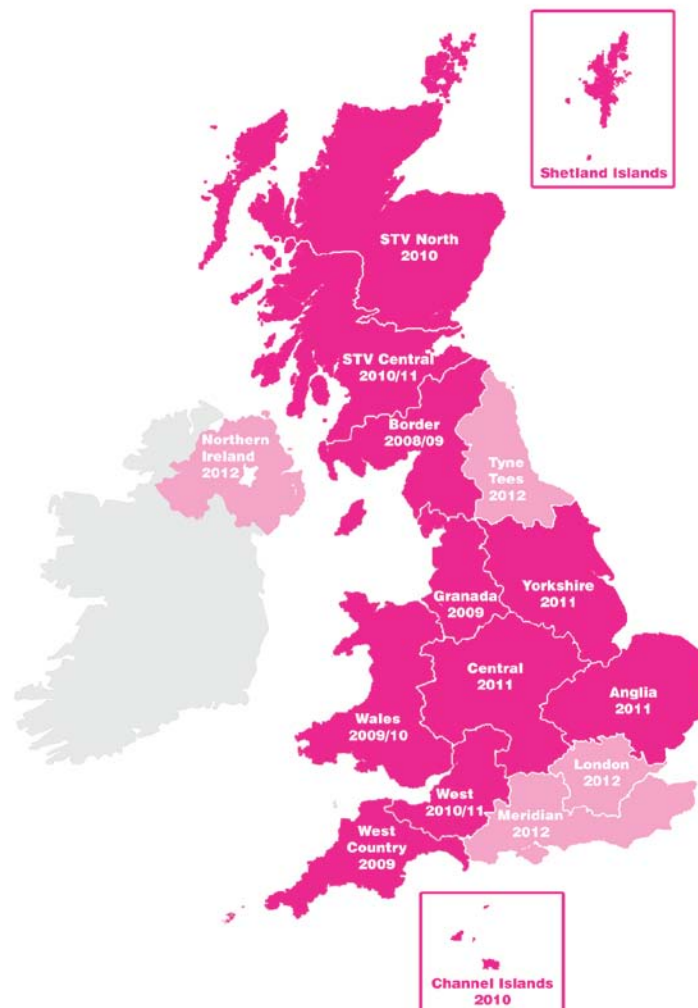 Shetland Islands
STV North
2010
STV Central
2010/11
Border
2008/09
Northern
Ireland
2012
Tyne
Tees
2012
Granada
2009
Yorkshire
2011
Central
2011
Anglia
2011
Wales
2009/10
London
2012
West
2010/11
Meridian
2012
West
Country
2009
Channel Islands
2010